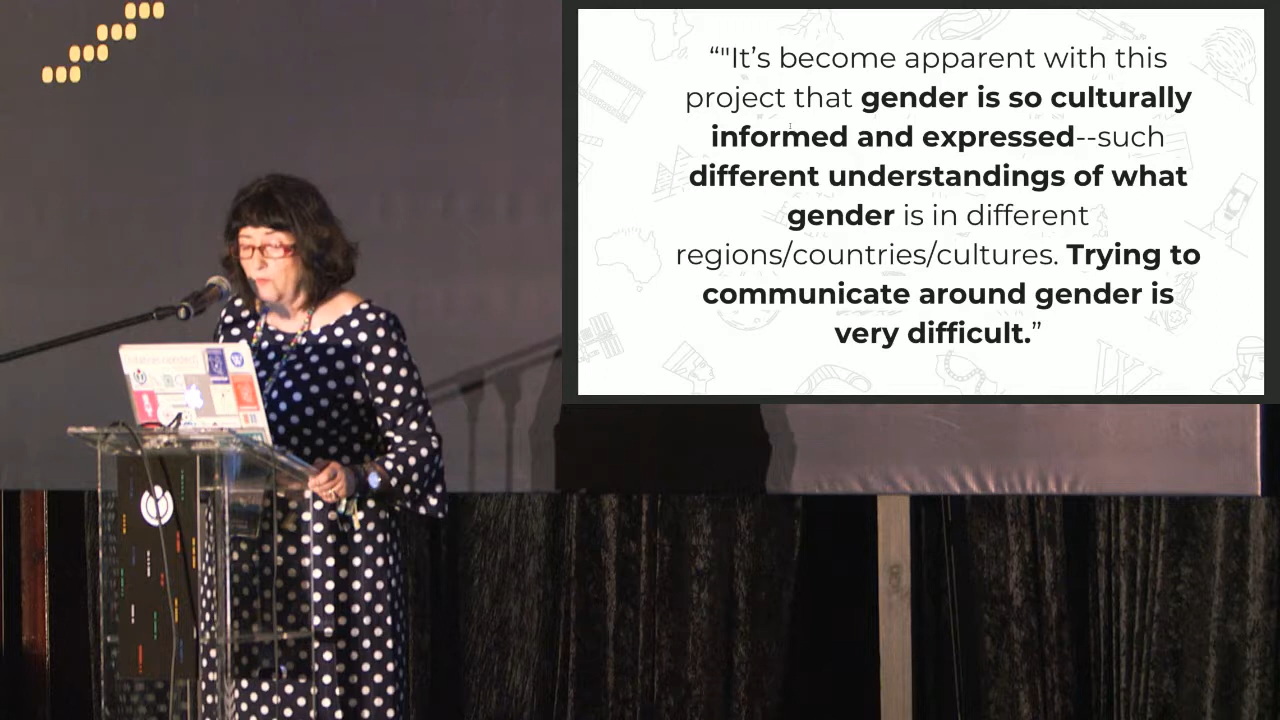 “"It’s become apparent with this
project that gender is so culturally
informed and expressed--such
different understandings of what
gender is in different
regions/countries/cultures. Trying to
communicate around gender is
very difficult.”